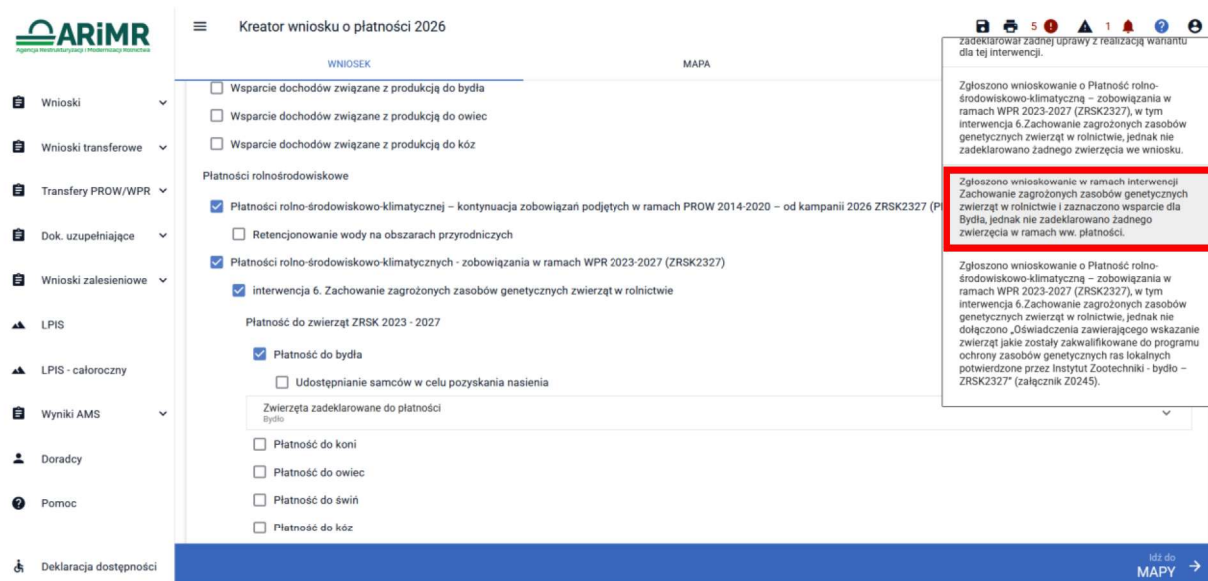 ARiMR
Agencja Restrukturyzacji i Modernizacji Rolnictwa
Kreator wniosku o płatności 2026
5
1
WNIOSEK
MAPA
Wnioski
Wnioski transferowe
Transfery PROW/WPR
Dok. uzupełniające
Wnioski zalesieniowe
LPIS
LPIS - całoroczny
Wyniki AMS
Doradcy
Pomoc
Deklaracja dostępności
Wsparcie dochodów związane z produkcją do bydła
Wsparcie dochodów związane z produkcją do owiec
Wsparcie dochodów związane z produkcją do kóz
Płatności rolnośrodowiskowe
Płatności rolno-środowiskowo-klimatycznej – kontynuacja zobowiązań podjętych w ramach PROW 2014-2020 – od kampanii 2026 ZRSK2327 (P
Retencjonowanie wody na obszarach przyrodniczych
Płatności rolno-środowiskowo-klimatycznych - zobowiązania w ramach WPR 2023-2027 (ZRSK2327)
interwencja 6. Zachowanie zagrożonych zasobów genetycznych zwierząt w rolnictwie
Płatność do zwierząt ZRSK 2023 - 2027
Płatność do bydła
Udostępnianie samców w celu pozyskania nasienia
Zwierzęta zadeklarowane do płatności
Bydło
Płatność do koni
Płatność do owiec
Płatność do świń
Płatność do kóz
zadeklarował żadnej uprawy z realizacją wariantu
dla tej interwencji.
Zgłoszono wnioskowanie o Płatność rolno-
środowiskowo-klimatyczną – zobowiązania w
ramach WPR 2023-2027 (ZRSK2327), w tym
interwencja 6.Zachowanie zagrożonych zasobów
genetycznych zwierząt w rolnictwie, jednak nie
zadeklarowano żadnego zwierzęcia we wniosku.
Zgłoszono wnioskowanie w ramach interwencji
Zachowanie zagrożonych zasobów genetycznych
zwierząt w rolnictwie i zaznaczono wsparcie dla
Bydła, jednak nie zadeklarowano żadnego
zwierzęcia w ramach ww. płatności.
Zgłoszono wnioskowanie o Płatność rolno-
środowiskowo-klimatyczną – zobowiązania w
ramach WPR 2023-2027 (ZRSK2327), w tym
interwencja 6.Zachowanie zagrożonych zasobów
genetycznych zwierząt w rolnictwie, jednak nie
dołączono „Oświadczenia zawierającego wskazanie
zwierząt jakie zostały zakwalifikowane do programu
ochrony zasobów genetycznych ras lokalnych
potwierdzone przez Instytut Zootechniki - bydło –
ZRSK2327" (załącznik Z0245).
Idź do
MAPY